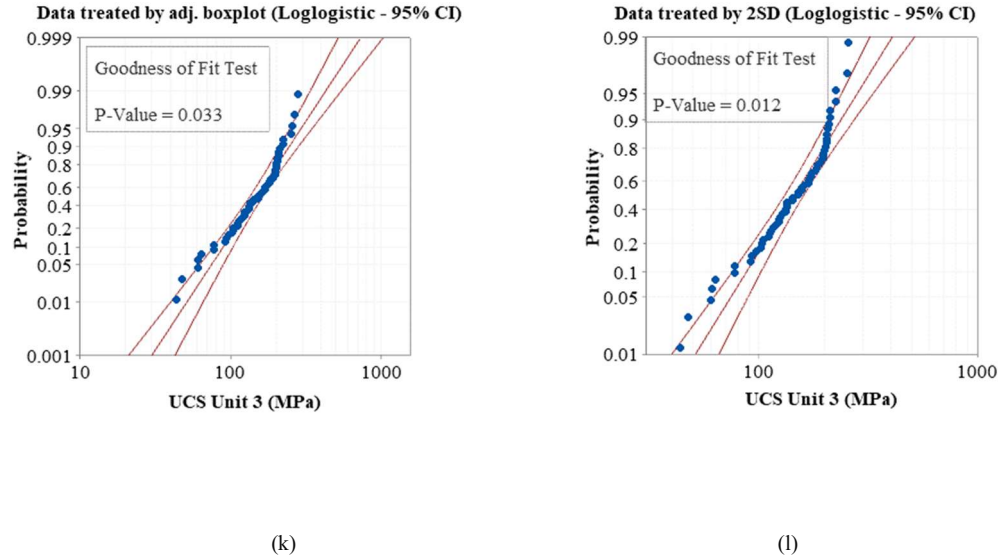 Data treated by adj. boxplot (Loglogistic - 95% CI)
0.999
0.99
0.95
0.9
0.8
0.6
0.4
0.2
0.1
0.05
0.01
0.001
Probability
Goodness of Fit Test
P-Value = 0.033
10
100
1000
UCS Unit 3 (MPa)
(k)
Data treated by 2SD (Loglogistic - 95% CI)
0.99
0.95
0.9
0.8
0.6
0.4
0.2
0.1
0.05
0.01
Probability
Goodness of Fit Test
P-Value = 0.012
100
1000
UCS Unit 3 (MPa)
(l)